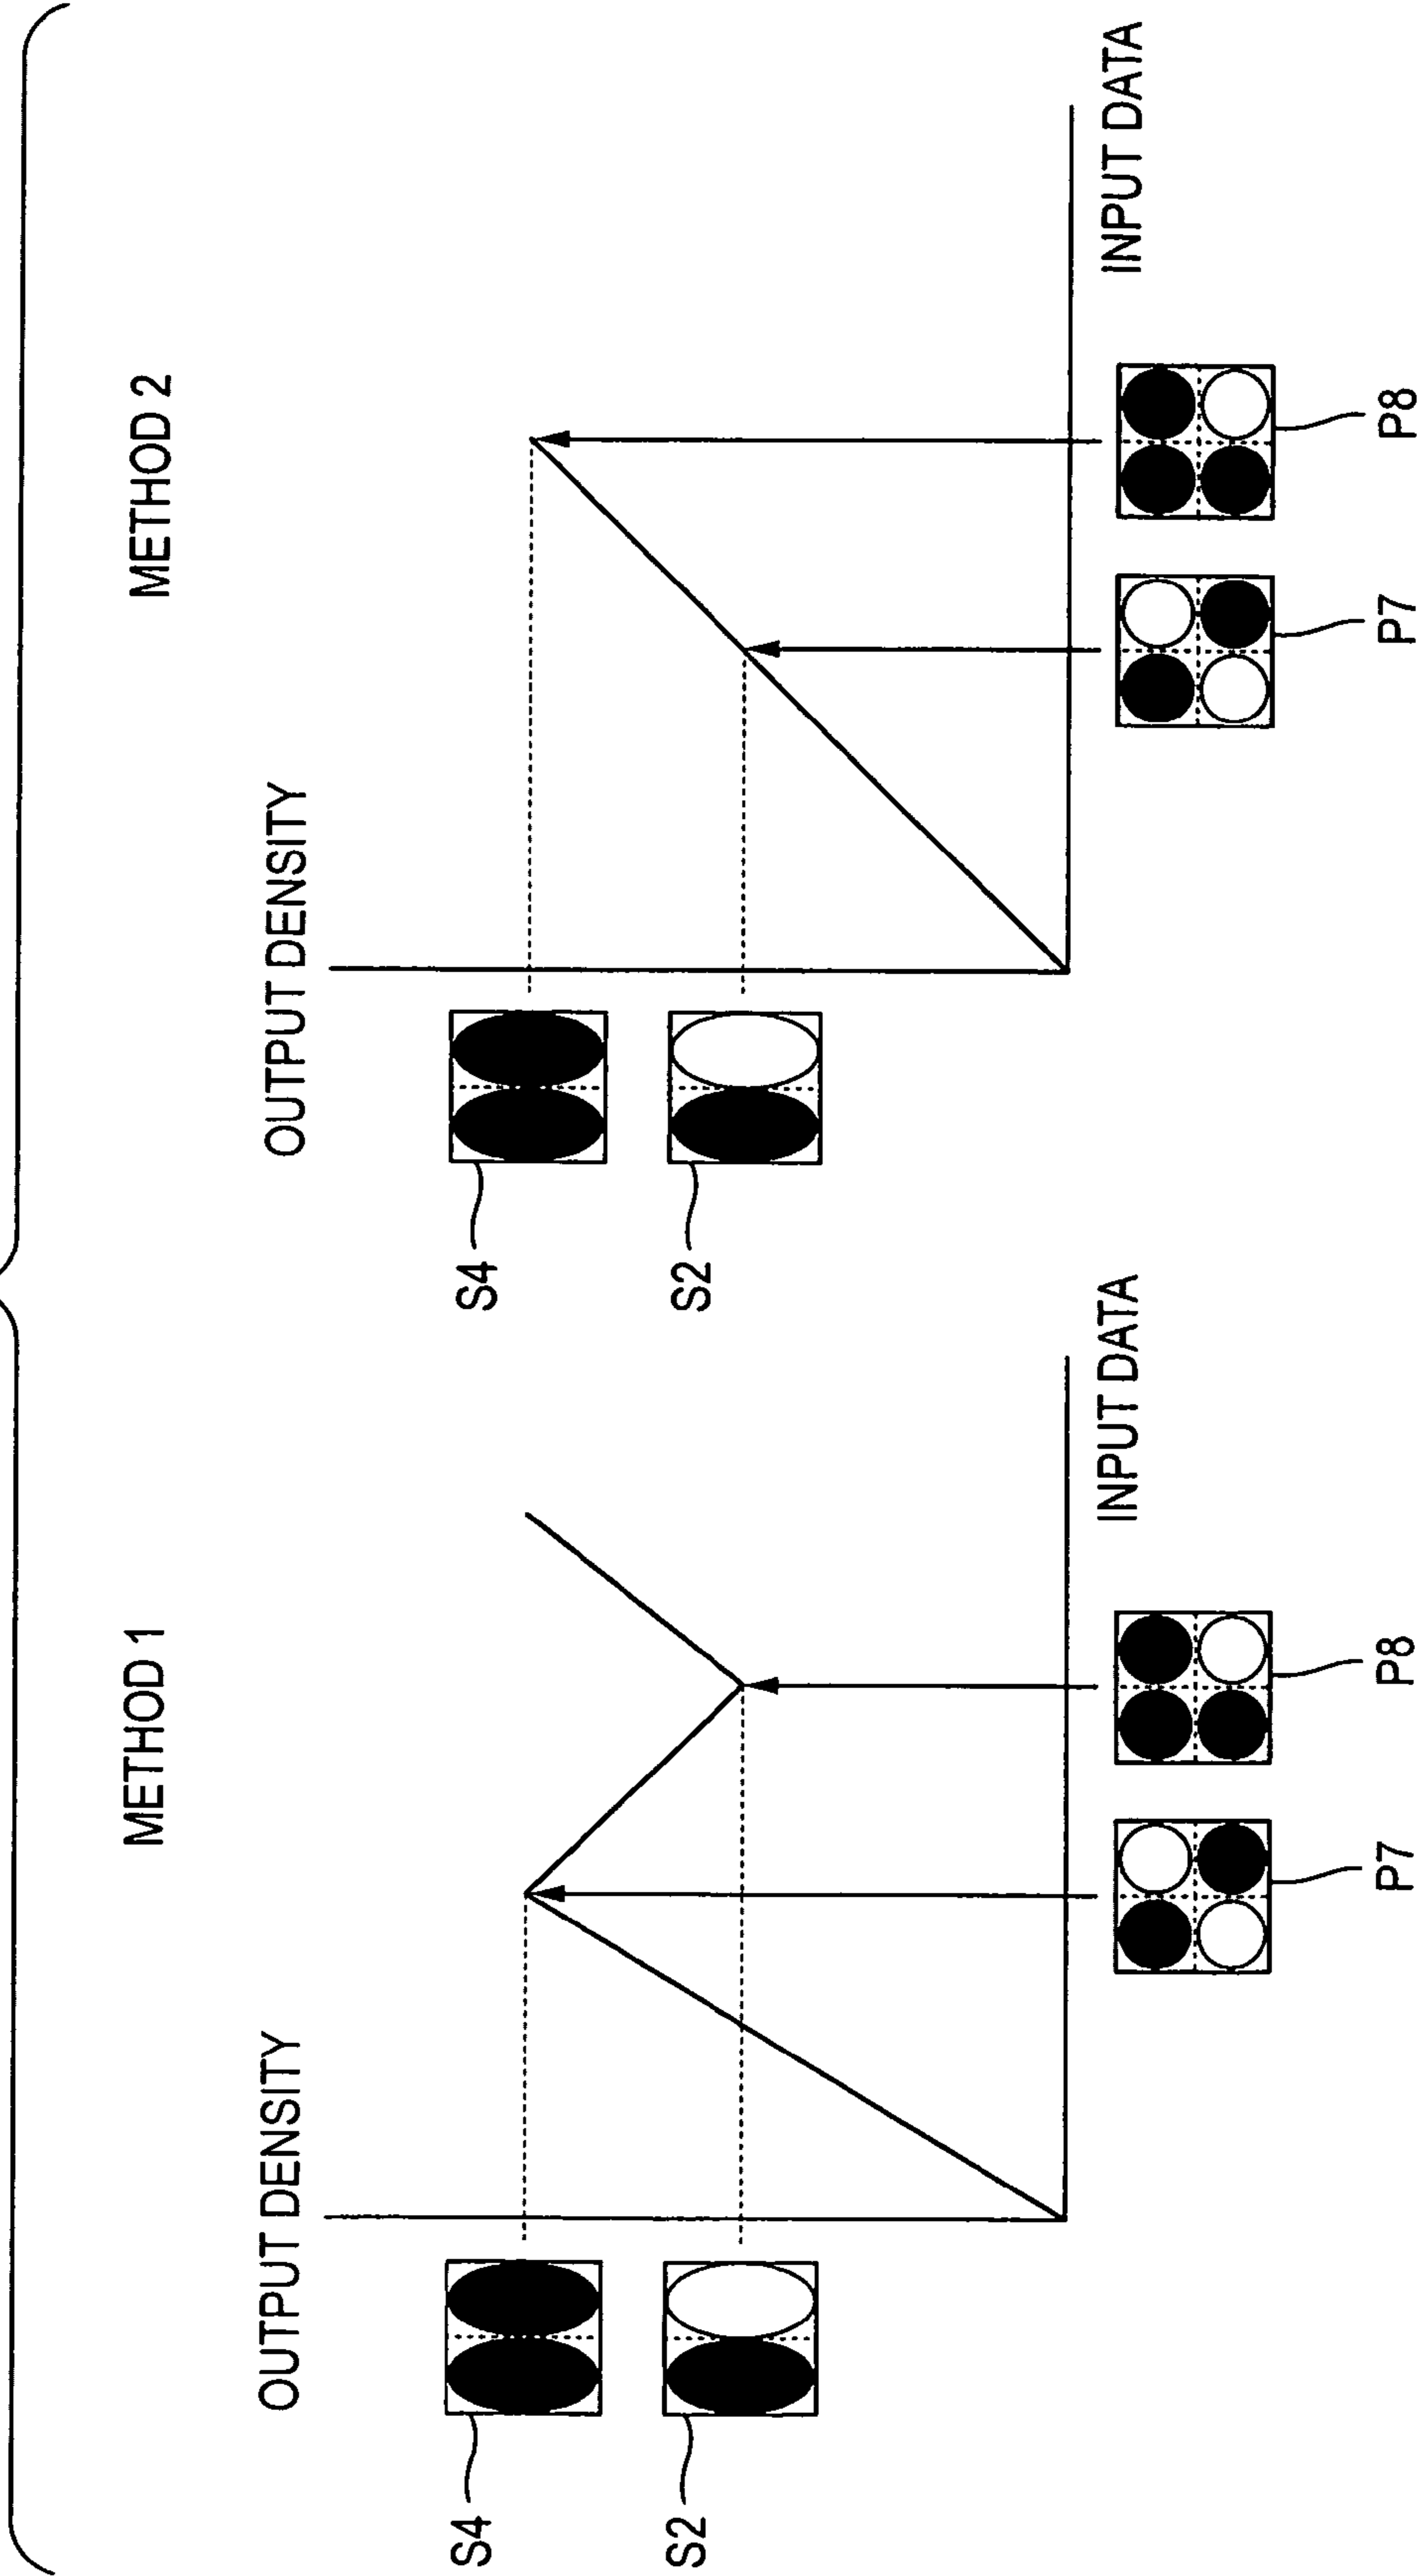 METHOD 1
OUTPUT DENSITY
S4
S2
INPUT DATA
P7
P8
METHOD 2
OUTPUT DENSITY
S4
S2
INPUT DATA
P7
P8